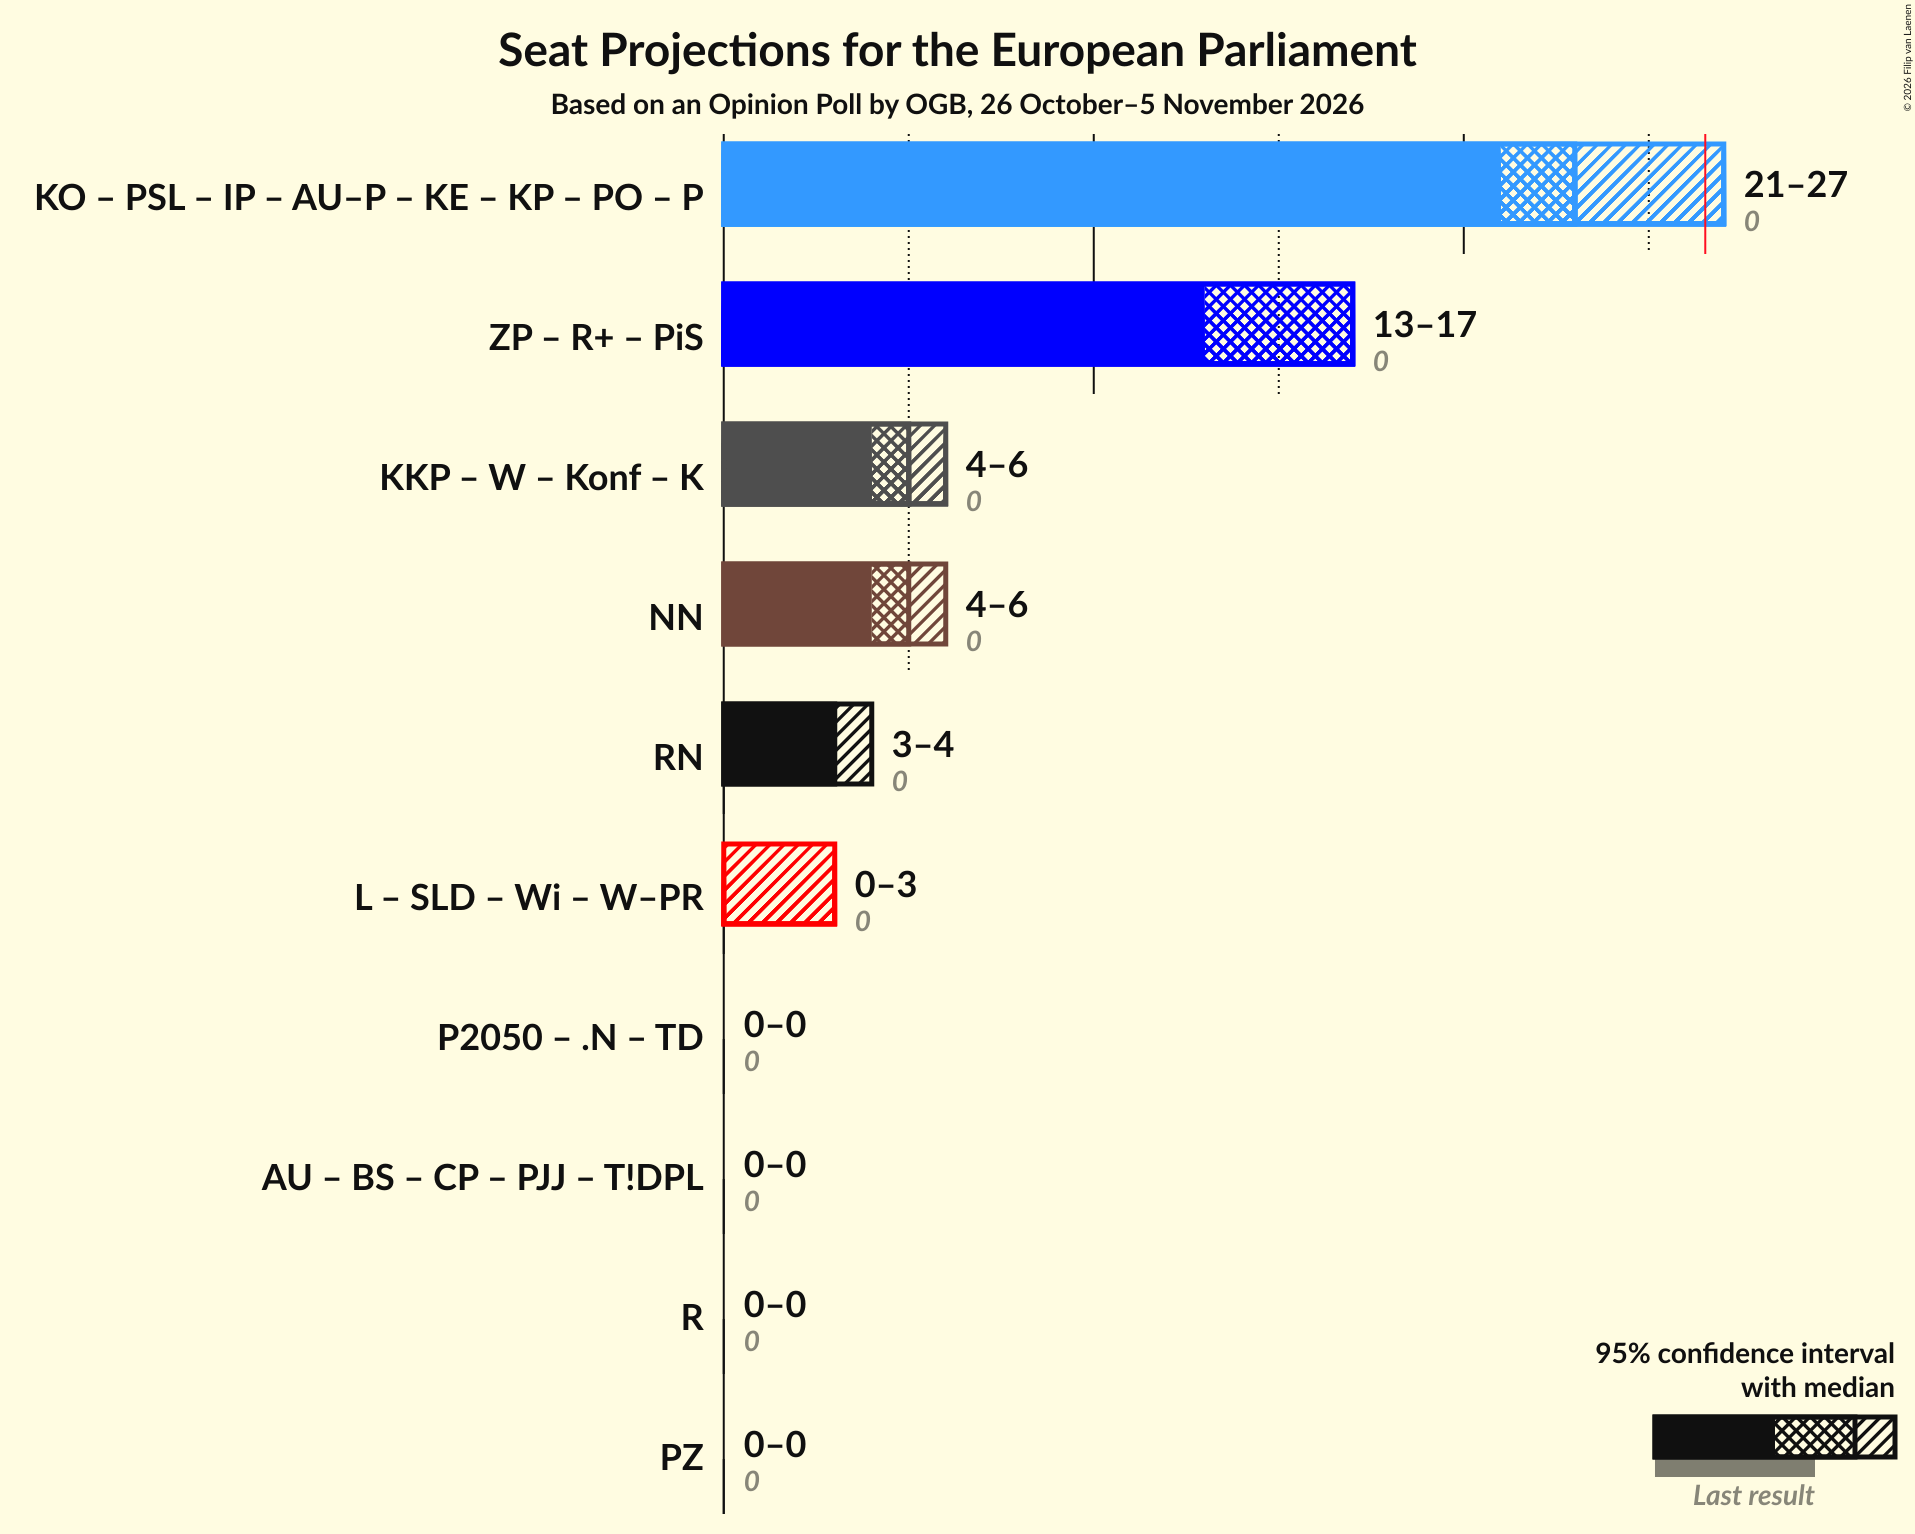 Seat Projections for the European Parliament
Based on an Opinion Poll by OGB, 26 October–5 November 2026
© 2026 Filip van Laenen
KO – PSL – IP – AU–P – KE – KP – PO – P
21–27
0
ZP – R+ – PiS
13–17
0
KKP – W – Konf – K
4–6
0
NN
4–6
0
RN
3–4
0
L – SLD – Wi – W–PR
0–3
0
P2050 – .N – TD
0–0
0
AU – BS – CP – PJJ – T!DPL
0–0
0
R
0–0
0
PZ
0–0
0
95% confidence interval
with median
Last result